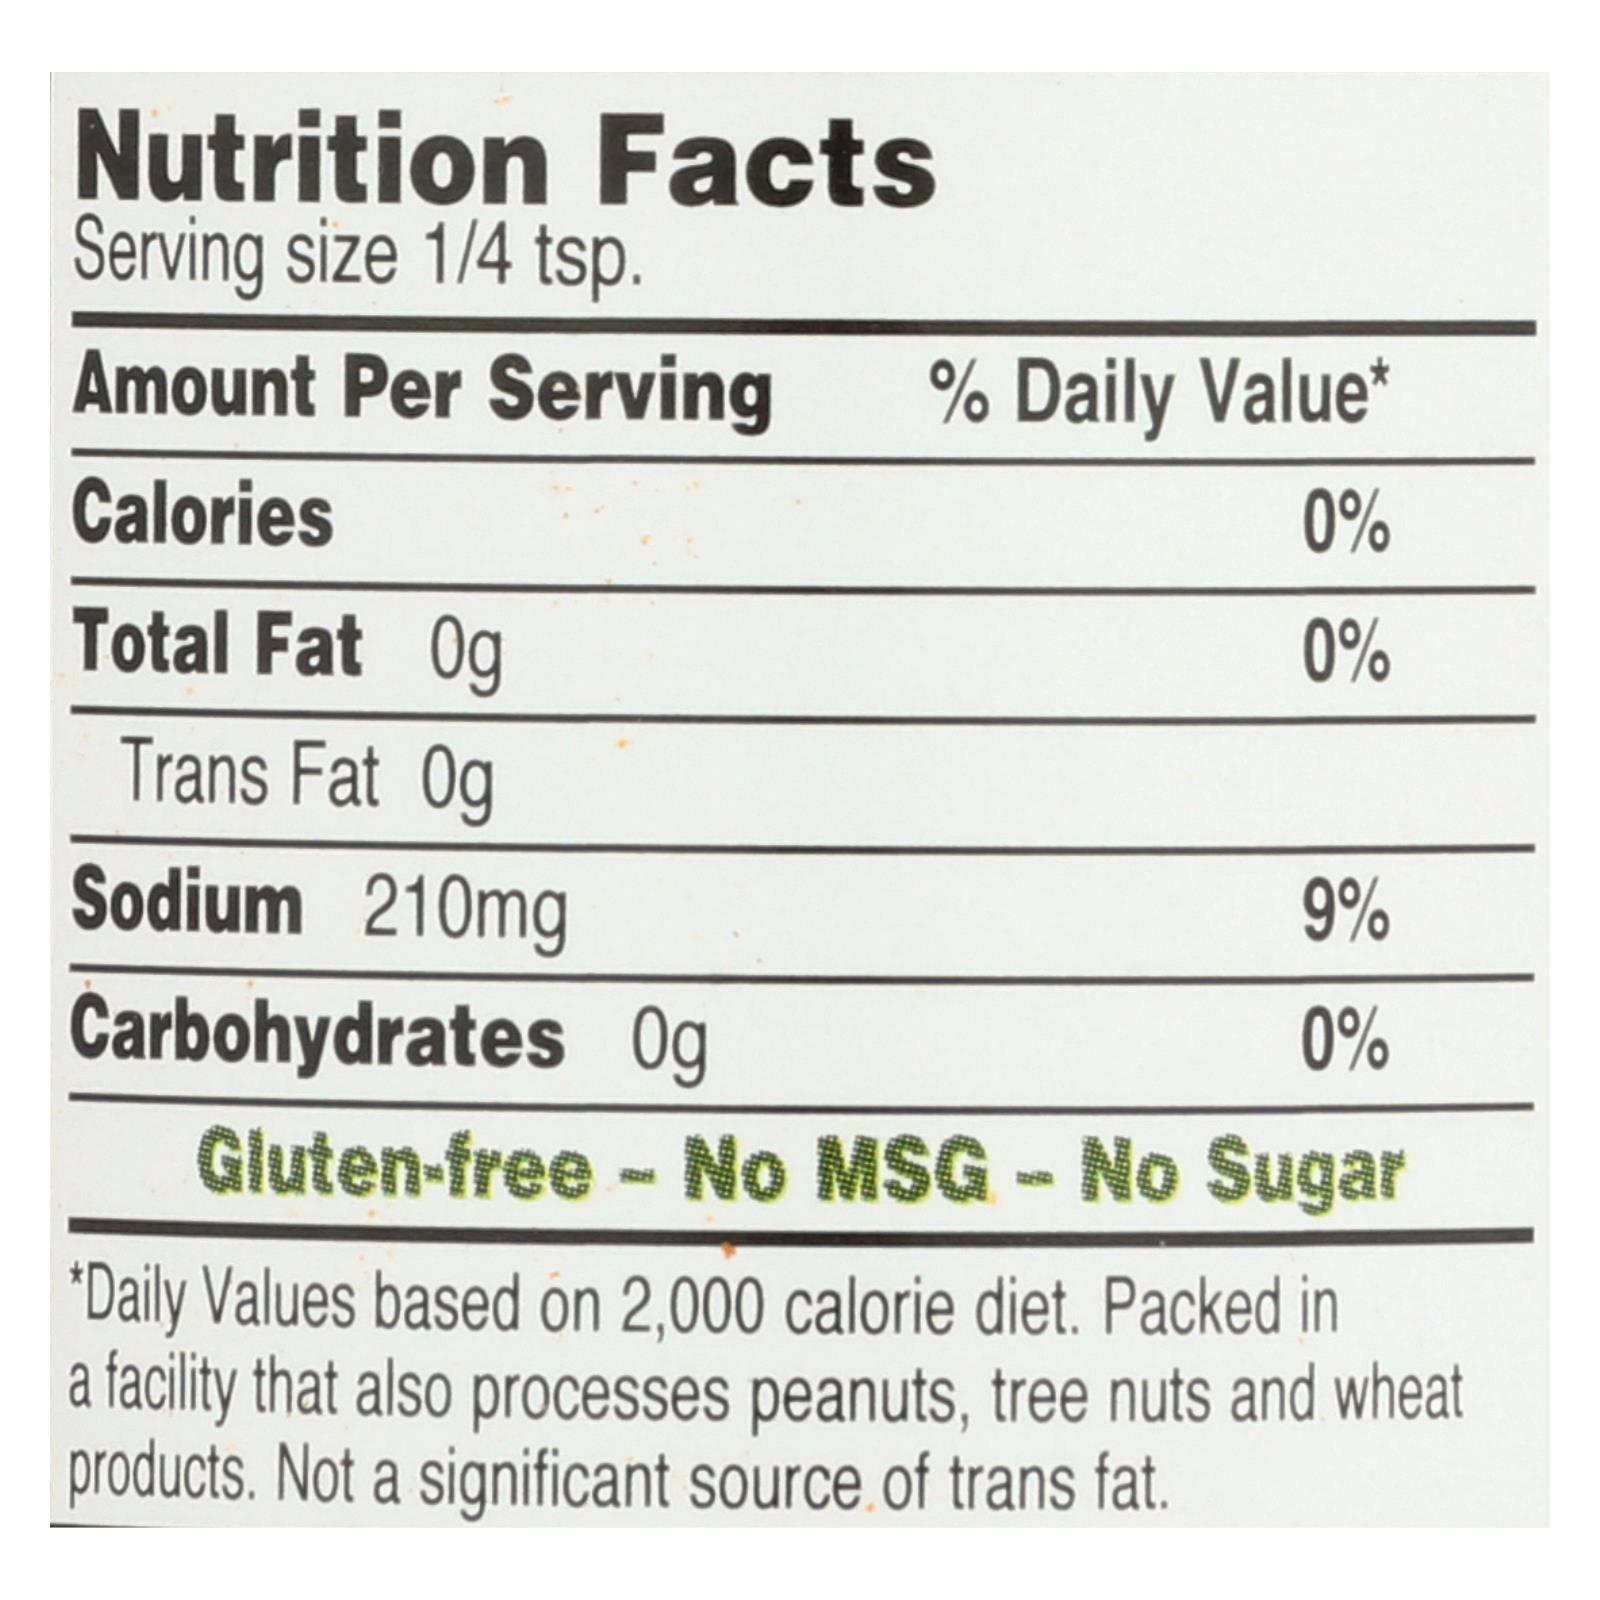 Nutrition Facts
Serving size 1/4 tsp.
Amount Per Serving % Daily Value*
Calories 0%
Total Fat 0g 0%
Trans Fat 0g
Sodium 210mg 9%
Carbohydrates 0g 0%
Gluten-free - No MSG - No Sugar
*Daily Values based on 2,000 calorie diet. Packed in
a facility that also processes peanuts, tree nuts and wheat
products. Not a significant source of trans fat.